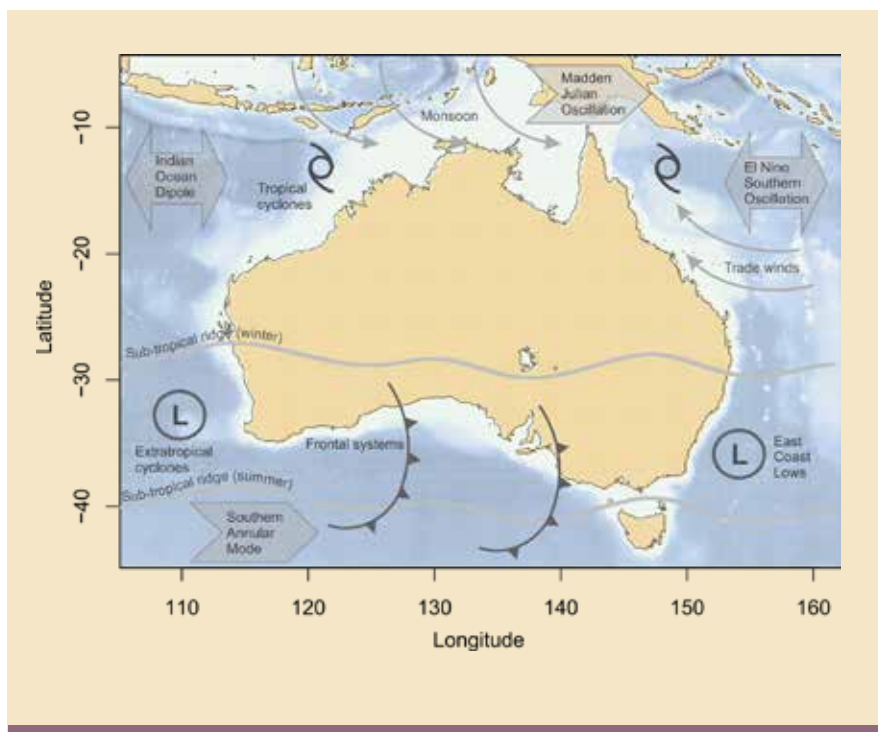 Madden
Julian
Oscillation
Monsoon
Indian
Ocean
Dipole
Tropical
cyclones
El Nino
Southern
Oscillation
Trade winds
Sub-tropical ridge (winter)
L
Extratropical
cyclones
Frontal systems
L
East
Coast
Lows
Sub-tropical ridge (summer)
Southern
Annular
Mode
Latitude
−10
−20
−30
−40
110
120
130
140
150
160
Longitude